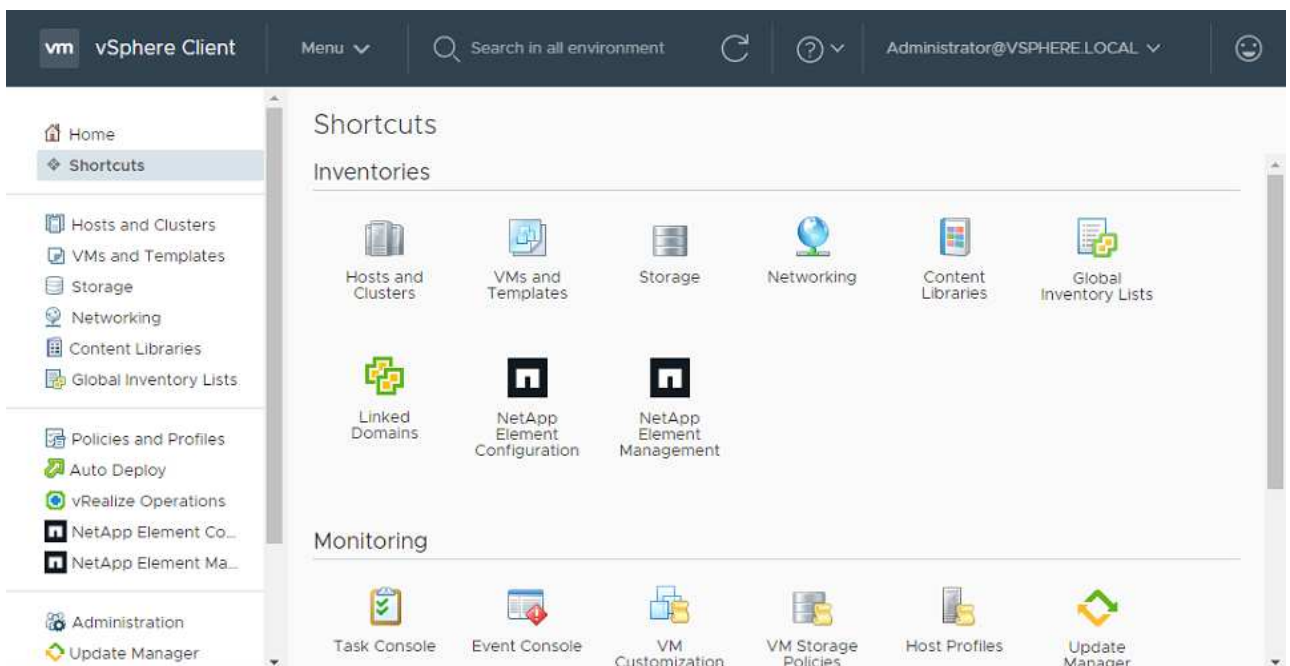 vm vSphere Client Menu Search in all environment ? Administrator@VSPHERE.LOCAL
Home
Shortcuts
Hosts and Clusters
VMs and Templates
Storage
Networking
Content Libraries
Global Inventory Lists
Policies and Profiles
Auto Deploy
vRealize Operations
NetApp Element Co...
NetApp Element Ma...
Administration
Update Manager
Shortcuts
Inventories
Hosts and
Clusters
VMs and
Templates
Storage
Networking
Content
Libraries
Global
Inventory Lists
Linked
Domains
NetApp
Element
Configuration
NetApp
Element
Management
Monitoring
Task Console
Event Console
VM
Customization
VM Storage
Policies
Host Profiles
Update
Manager